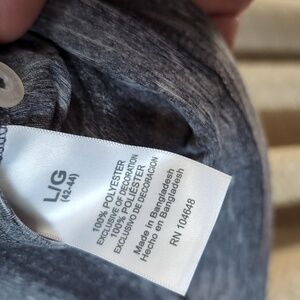 L/G
(42-44)
100% POLYESTER
EXCLUSIVE OF DECORATION
100% POLIÉSTER
EXCLUSIVO DE DECORACION
Made in Bangladesh
Hecho en Bangladesh
RN 104648